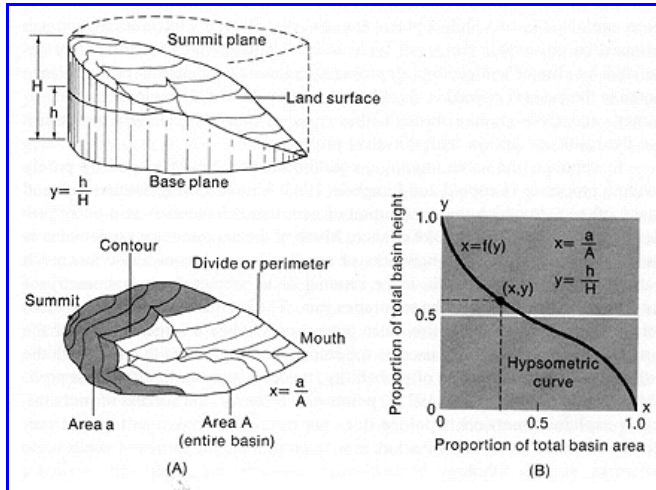 Summit plane
H
h
Land surface
Base plane
y = h/H
Contour
Divide or perimeter
Summit
Mouth
x = a/A
Area a
Area A
(entire basin)
(A)
y
1.0
x=f(y)
x = a/A
y = h/H
(x,y)
0.5
Hypsometric
curve
Proportion of total basin height
0
0.5
1.0
x
Proportion of total basin area
(B)